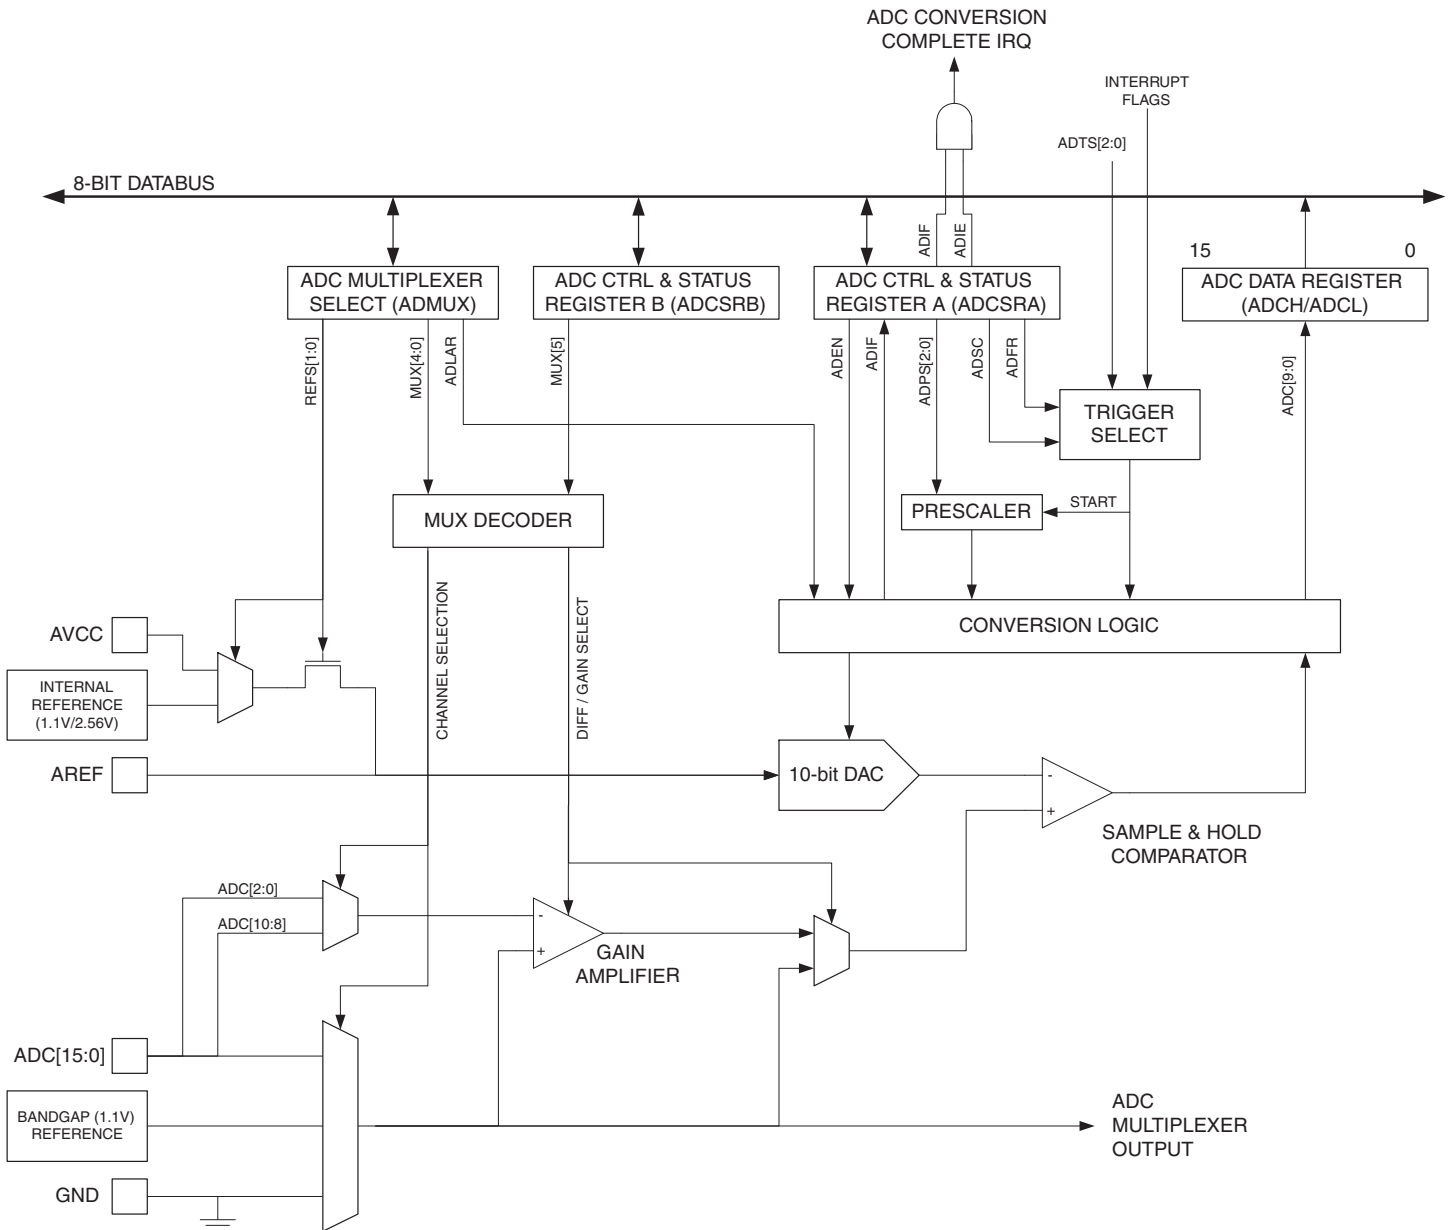 ADC CONVERSION
COMPLETE IRQ
INTERRUPT
FLAGS
ADTS[2:0]
8-BIT DATABUS
ADIF
ADIE
15
0
ADC MULTIPLEXER
SELECT (ADMUX)
ADC CTRL & STATUS
REGISTER B (ADCSRB)
ADC CTRL & STATUS
REGISTER A (ADCSRA)
ADC DATA REGISTER
(ADCH/ADCL)
REFS[1:0]
MUX[4:0]
ADLAR
MUX[5]
ADEN
ADIF
ADPS[2:0]
ADSC
ADFR
ADC[9:0]
TRIGGER
SELECT
MUX DECODER
PRESCALER
START
CHANNEL SELECTION
DIFF / GAIN SELECT
CONVERSION LOGIC
AVCC
INTERNAL
REFERENCE
(1.1V/2.56V)
AREF
10-bit DAC
-
+
SAMPLE & HOLD
COMPARATOR
ADC[2:0]
ADC[10:8]
-
+
GAIN
AMPLIFIER
ADC[15:0]
BANDGAP (1.1V)
REFERENCE
ADC
MULTIPLEXER
OUTPUT
GND